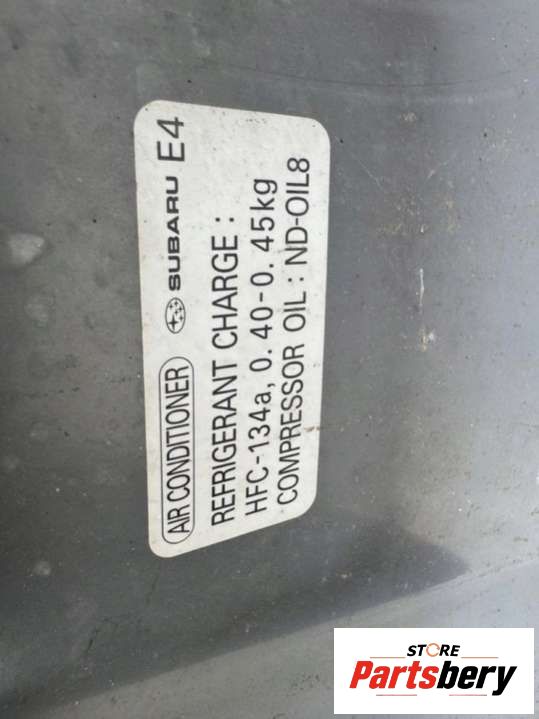 AIR CONDITIONER SUBARU E4
REFRIGERANT CHARGE :
HFC-134a, 0.40-0.45kg
COMPRESSOR OIL : ND-OIL8
STORE
Partsbery